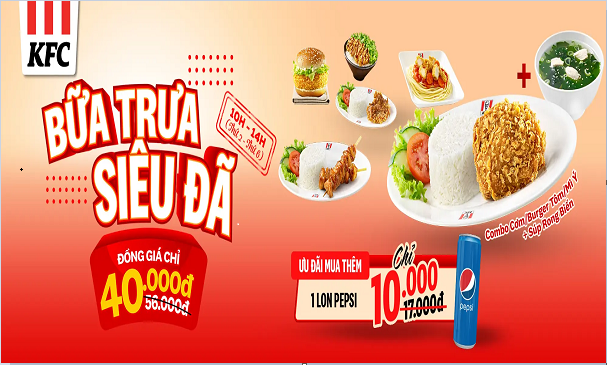 KFC
BỮA TRƯA
SIÊU ĐÃ
10H - 14H
(Thứ 2 - Thứ 6)
ĐỒNG GIÁ CHỈ
40.000đ
56.000đ
Combo Cơm/Burger Tôm/Mì Ý
+ Súp Rong Biển
ƯU ĐÃI MUA THÊM
1 LON PEPSI
Chỉ
10.000
17.000đ
pepsi
+